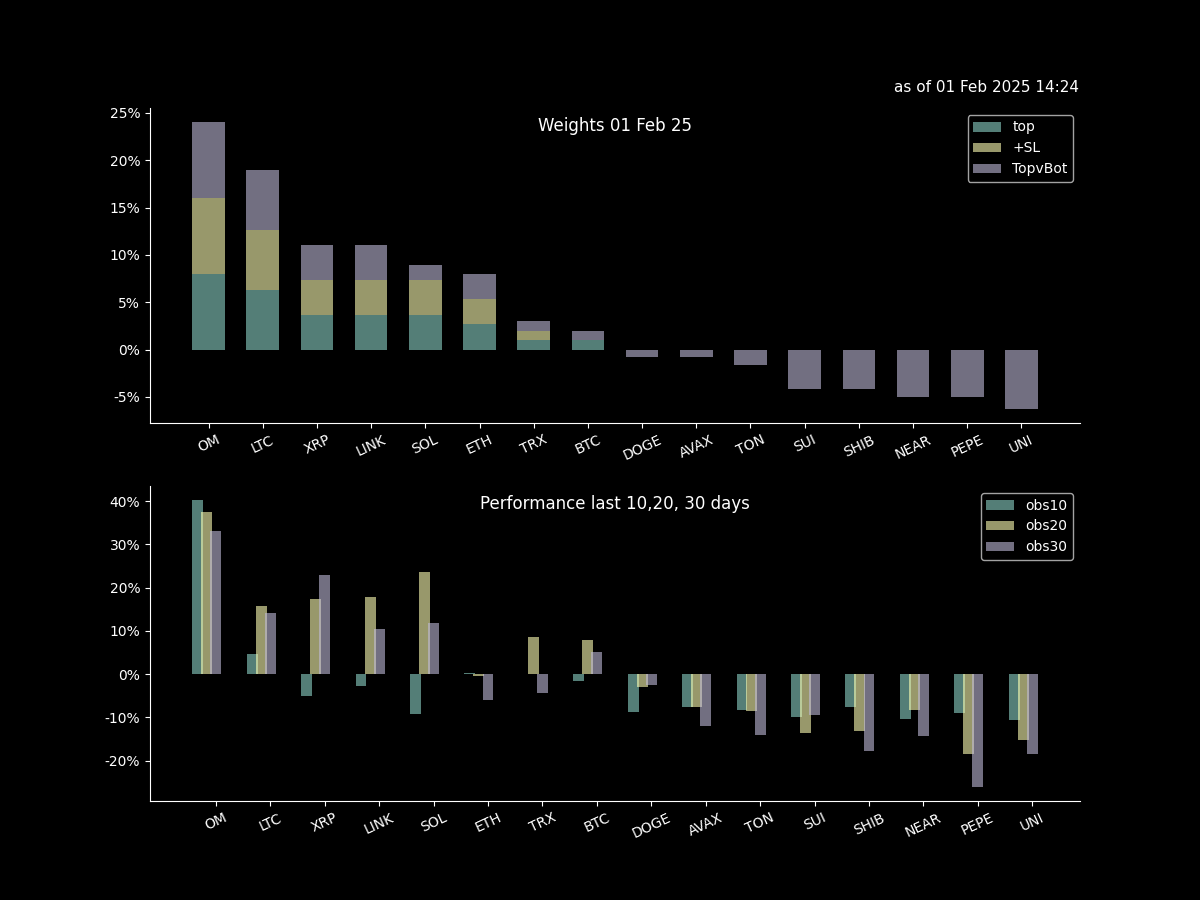 as of 01 Feb 2025 14:24
Weights 01 Feb 25
top
+SL
TopvBot
25%
20%
15%
10%
5%
0%
-5%
OM LTC XRP LINK SOL ETH TRX BTC DOGE AVAX TON SUI SHIB NEAR PEPE UNI
Performance last 10,20, 30 days
obs10
obs20
obs30
40%
30%
20%
10%
0%
-10%
-20%
OM LTC XRP LINK SOL ETH TRX BTC DOGE AVAX TON SUI SHIB NEAR PEPE UNI